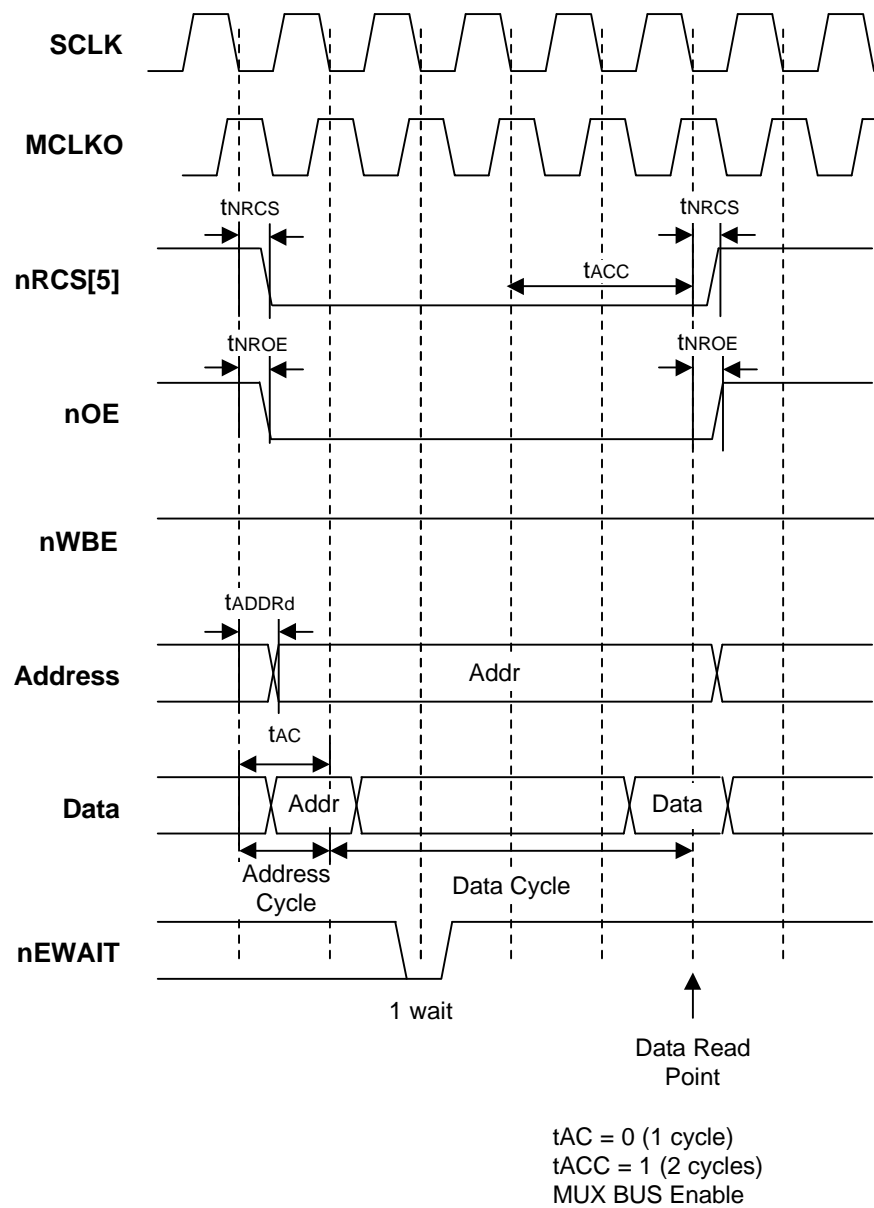 SCLK
MCLKO
tNRCS
tNRCS
nRCS[5]
tACC
tNROE
tNROE
nOE
nWBE
tADDRd
Address
Addr
tAC
Data
Addr
Data
Address
Cycle
Data Cycle
nEWAIT
1 wait
Data Read
Point
tAC = 0 (1 cycle)
tACC = 1 (2 cycles)
MUX BUS Enable